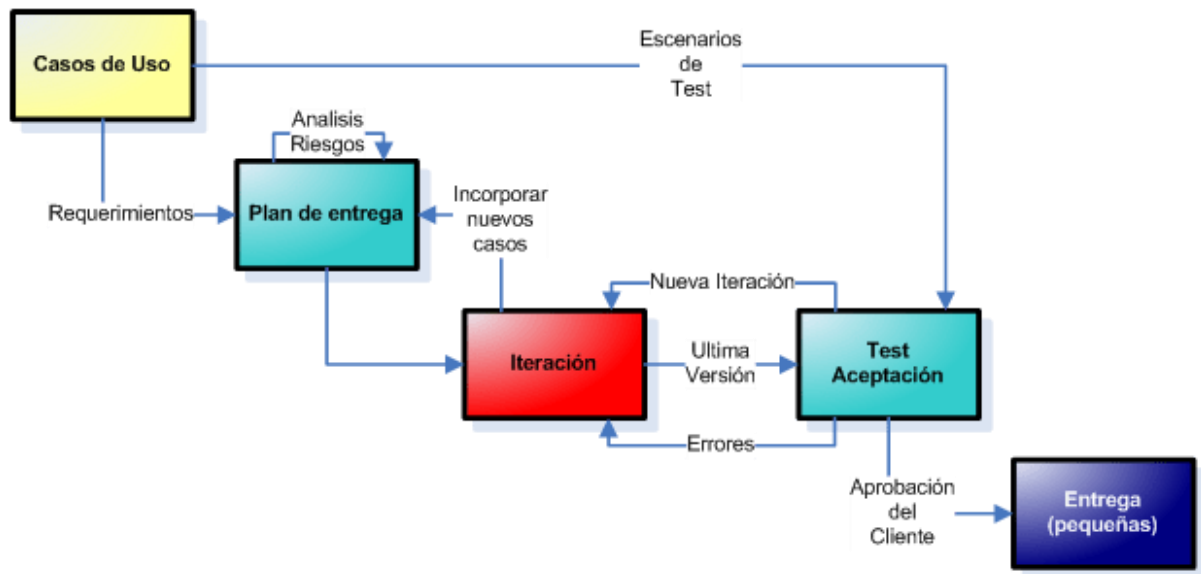 Casos de Uso
Escenarios
de
Test
Analisis
Riesgos
Requerimientos
Plan de entrega
Incorporar
nuevos
casos
Nueva Iteración
Iteración
Ultima
Versión
Test
Aceptación
Errores
Aprobación
del
Cliente
Entrega
(pequeñas)